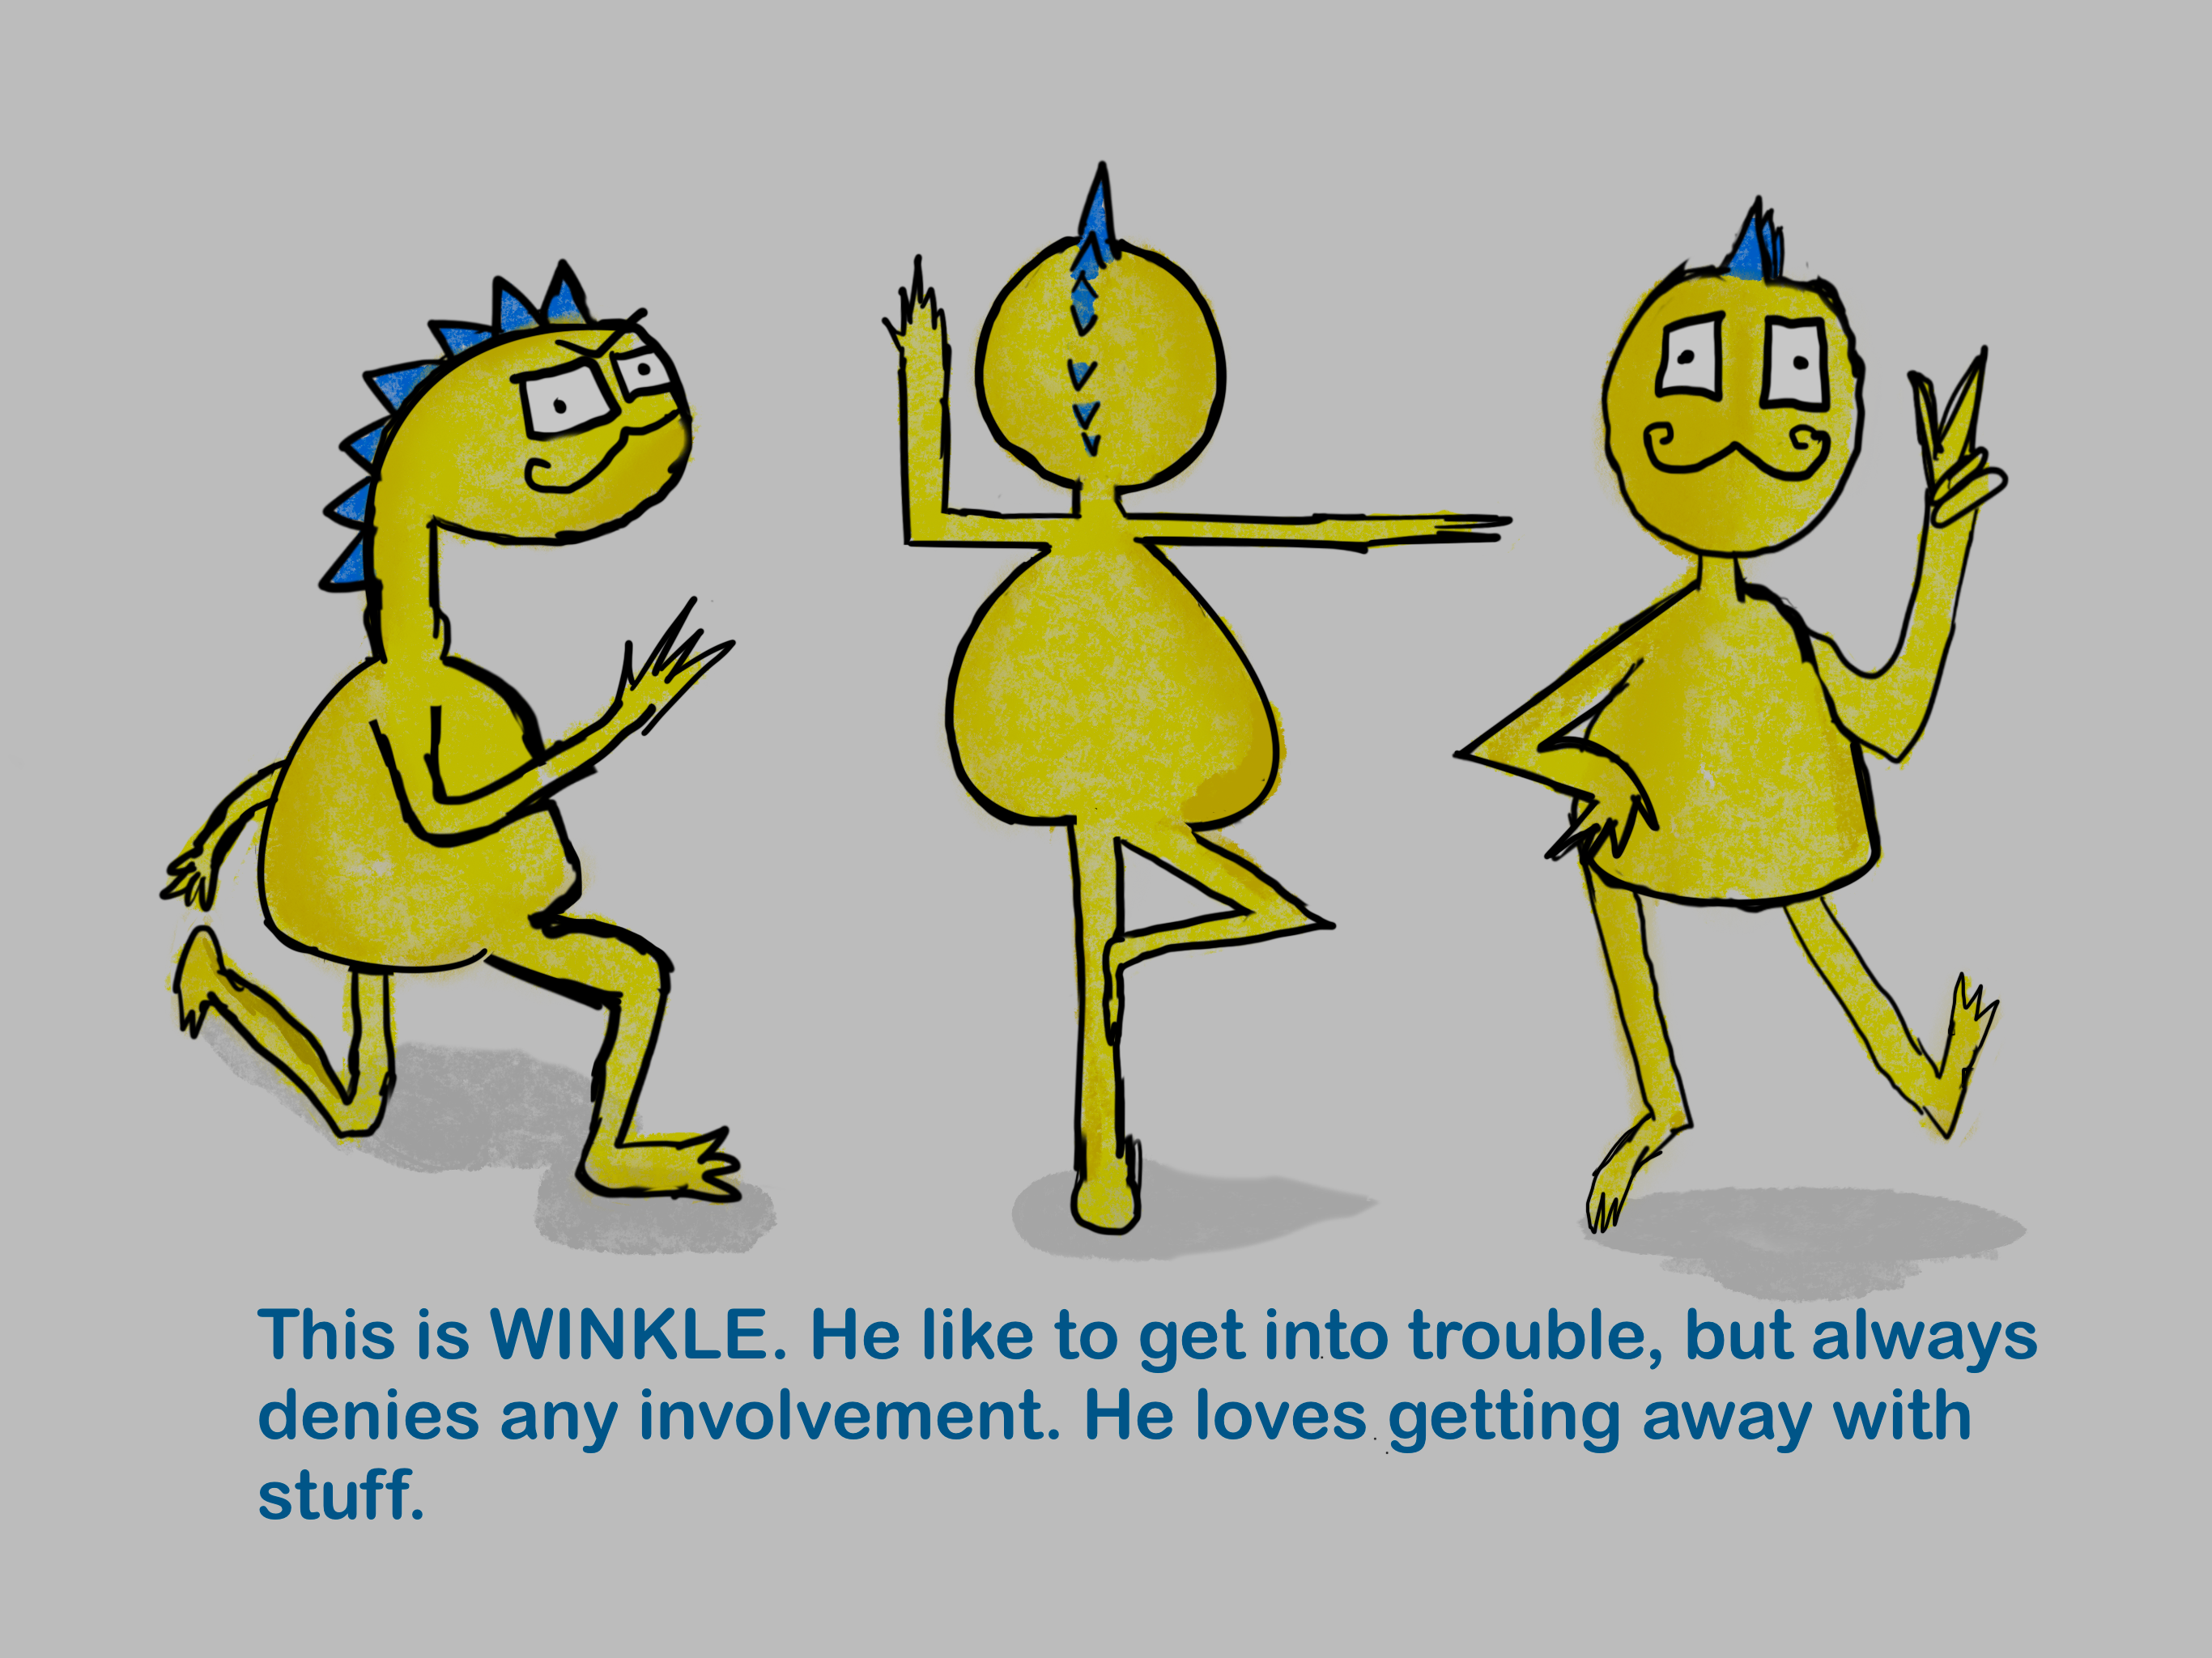 This is WINKLE. He like to get into trouble, but always
denies any involvement. He loves getting away with
stuff.